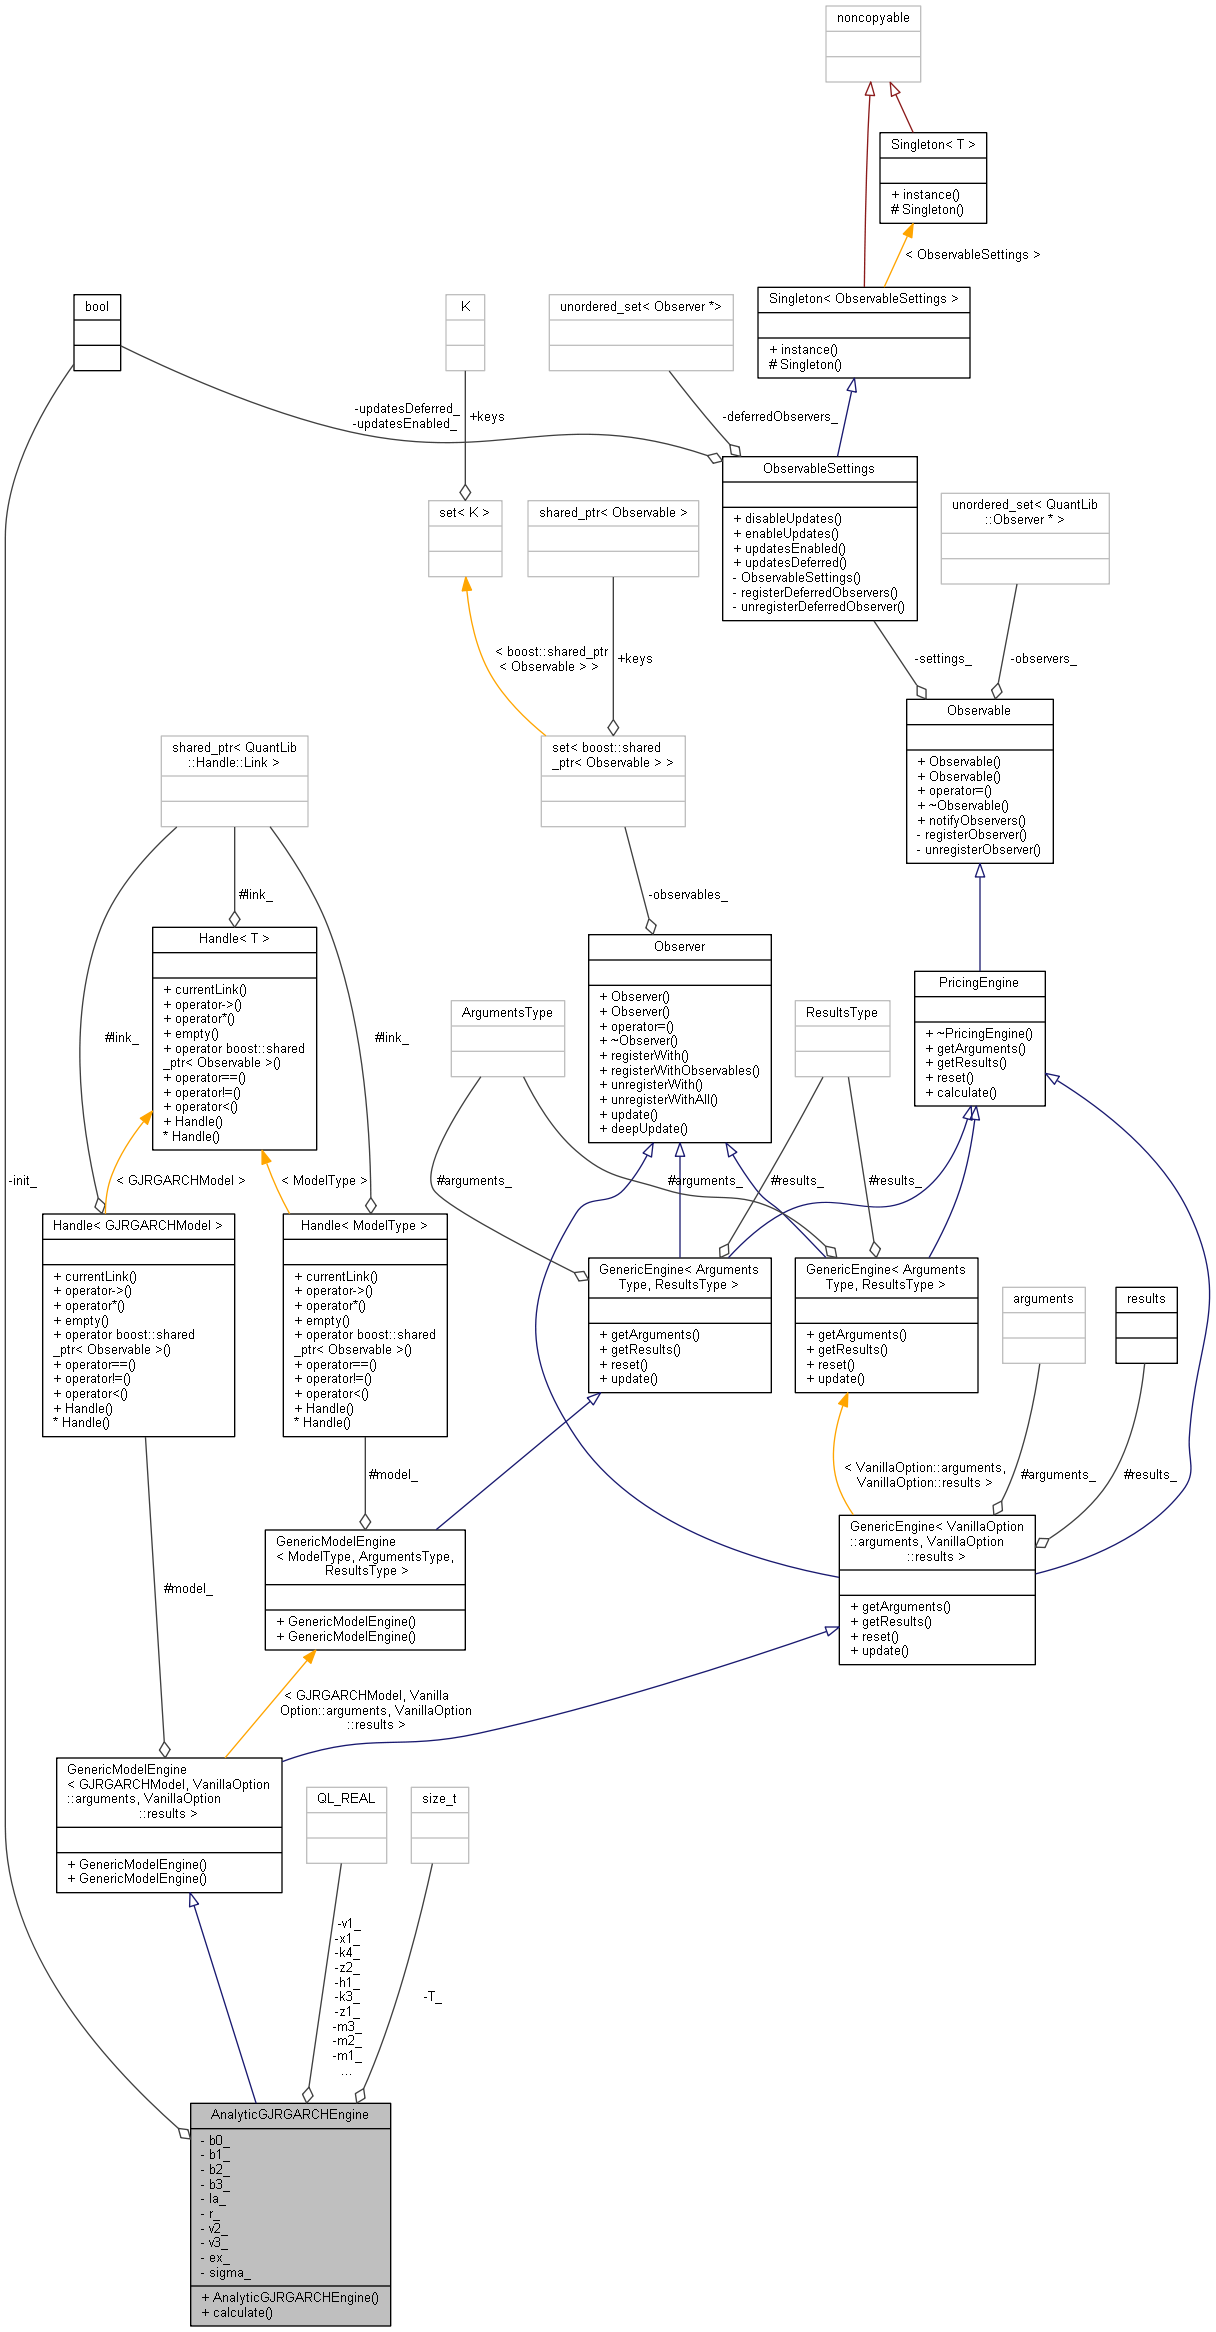 noncopyable
Singleton< T >
+ instance()
# Singleton()
< ObservableSettings >
bool
K
unordered_set< Observer *>
Singleton< ObservableSettings >
+ instance()
# Singleton()
-updatesDeferred_
-updatesEnabled_
+keys
-deferredObservers_
ObservableSettings
+ disableUpdates()
+ enableUpdates()
+ updatesEnabled()
+ updatesDeferred()
- ObservableSettings()
- registerDeferredObservers()
- unregisterDeferredObserver()
set< K >
shared_ptr< Observable >
unordered_set< QuantLib
::Observer * >
< boost::shared_ptr
< Observable > >
+keys
-settings_
-observers_
Observable
+ Observable()
+ Observable()
+ operator=()
+ ~Observable()
+ notifyObservers()
- registerObserver()
- unregisterObserver()
shared_ptr< QuantLib
::Handle::Link >
set< boost::shared
_ptr< Observable > >
#link_
-observables_
Handle< T >
+ currentLink()
+ operator->()
+ operator*()
+ empty()
+ operator boost::shared
_ptr< Observable >()
+ operator==()
+ operator!=()
+ operator<()
+ Handle()
* Handle()
Observer
+ Observer()
+ Observer()
+ operator=()
+ ~Observer()
+ registerWith()
+ registerWithObservables()
+ unregisterWith()
+ unregisterWithAll()
+ update()
+ deepUpdate()
PricingEngine
+ ~PricingEngine()
+ getArguments()
+ getResults()
+ reset()
+ calculate()
ArgumentsType
ResultsType
#link_
#link_
-init_
< GJRGARCHModel >
< ModelType >
#arguments_
#arguments_
#results_
#results_
Handle< GJRGARCHModel >
+ currentLink()
+ operator->()
+ operator*()
+ empty()
+ operator boost::shared
_ptr< Observable >()
+ operator==()
+ operator!=()
+ operator<()
+ Handle()
* Handle()
Handle< ModelType >
+ currentLink()
+ operator->()
+ operator*()
+ empty()
+ operator boost::shared
_ptr< Observable >()
+ operator==()
+ operator!=()
+ operator<()
+ Handle()
* Handle()
GenericEngine< Arguments
Type, ResultsType >
+ getArguments()
+ getResults()
+ reset()
+ update()
GenericEngine< Arguments
Type, ResultsType >
+ getArguments()
+ getResults()
+ reset()
+ update()
arguments
results
#model_
< VanillaOption::arguments,
VanillaOption::results >
#arguments_
#results_
GenericModelEngine
< ModelType, ArgumentsType,
ResultsType >
+ GenericModelEngine()
+ GenericModelEngine()
GenericEngine< VanillaOption
::arguments, VanillaOption
::results >
+ getArguments()
+ getResults()
+ reset()
+ update()
#model_
< GJRGARCHModel, Vanilla
Option::arguments, VanillaOption
::results >
GenericModelEngine
< GJRGARCHModel, VanillaOption
::arguments, VanillaOption
::results >
+ GenericModelEngine()
+ GenericModelEngine()
QL_REAL
size_t
-v1_
-x1_
-k4_
-z2_
-h1_
-k3_
-z1_
-m3_
-m2_
-m1_
...
-T_
AnalyticGJRGARCHEngine
- b0_
- b1_
- b2_
- b3_
- la_
- r_
- v2_
- v3_
- ex_
- sigma_
+ AnalyticGJRGARCHEngine()
+ calculate()